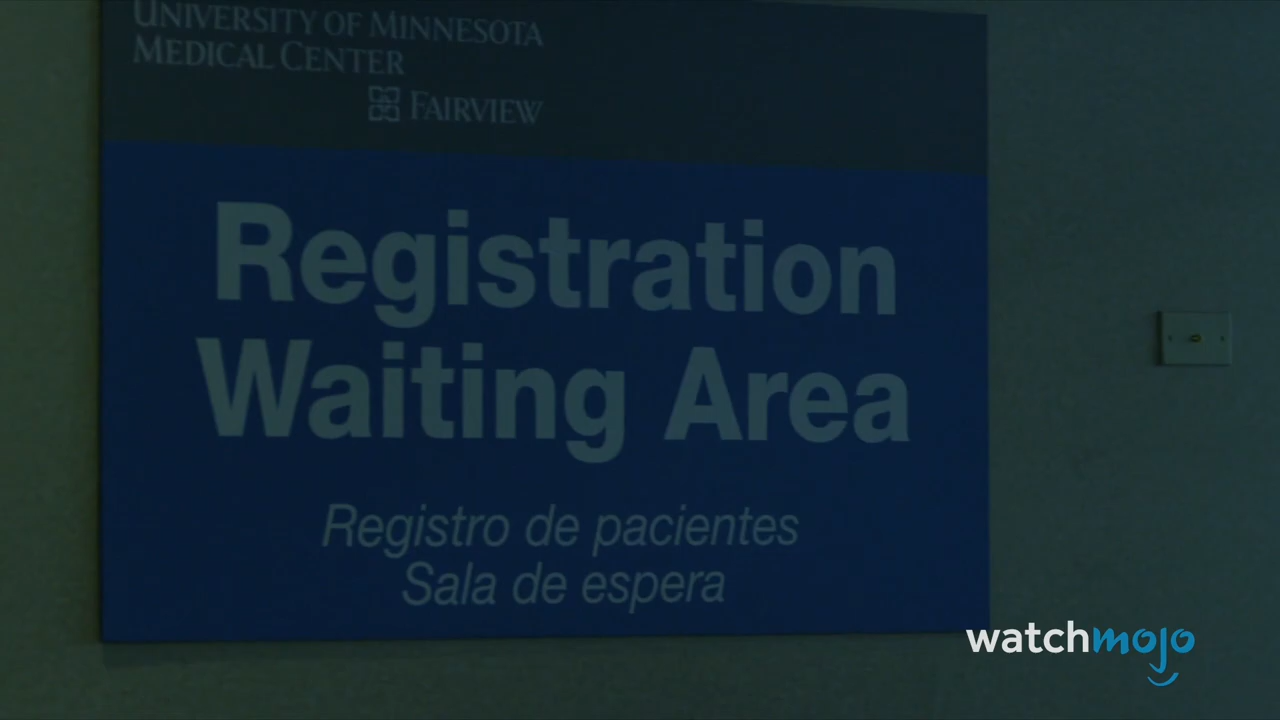 UNIVERSITY OF MINNESOTA
MEDICAL CENTER
FAIRVIEW
Registration
Waiting Area
Registro de pacientes
Sala de espera
watchmojo